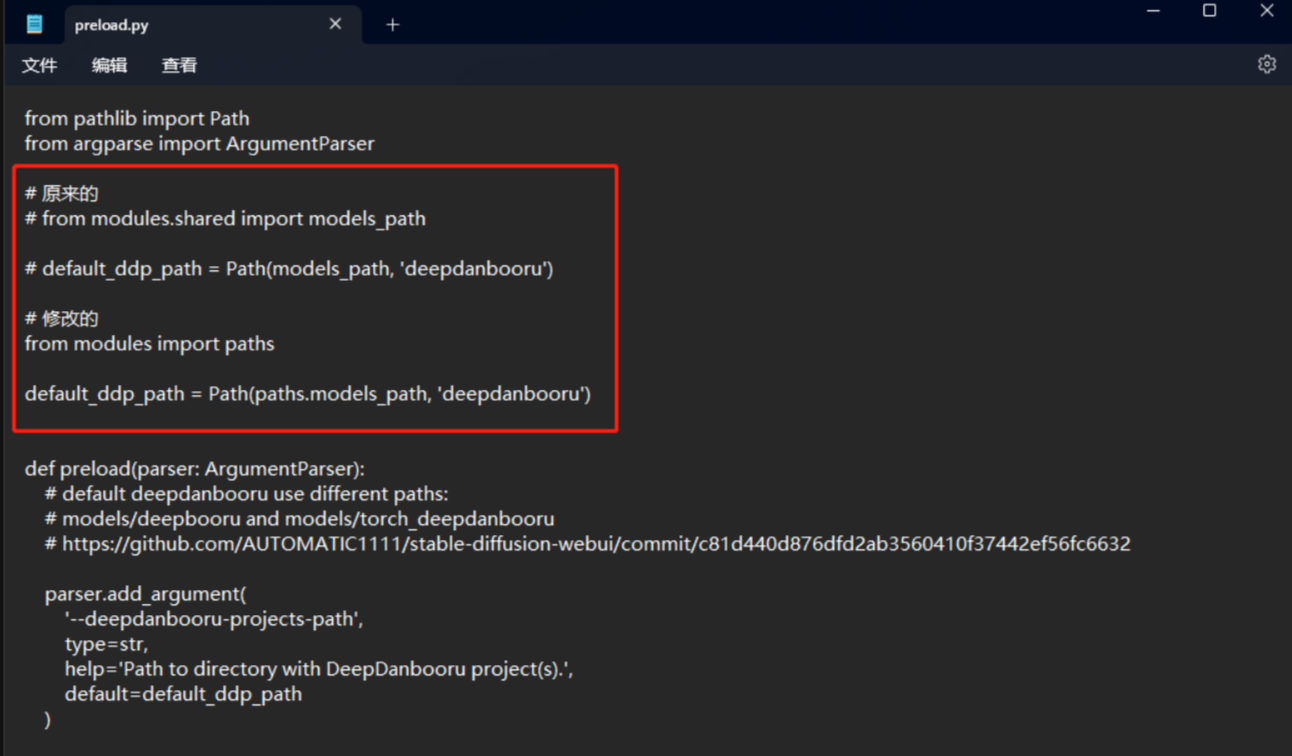 preload.py
文件 编辑 查看
from pathlib import Path
from argparse import ArgumentParser
# 原来的
# from modules.shared import models_path
# default_ddp_path = Path(models_path, 'deepdanbooru')
# 修改的
from modules import paths
default_ddp_path = Path(paths.models_path, 'deepdanbooru')
def preload(parser: ArgumentParser):
# default deepdanbooru use different paths:
# models/deepbooru and models/torch_deepdanbooru
# https://github.com/AUTOMATIC1111/stable-diffusion-webui/commit/c81d440d876dfd2ab3560410f37442ef56fc6632
parser.add_argument(
'--deepdanbooru-projects-path',
type=str,
help='Path to directory with DeepDanbooru project(s).',
default=default_ddp_path
)